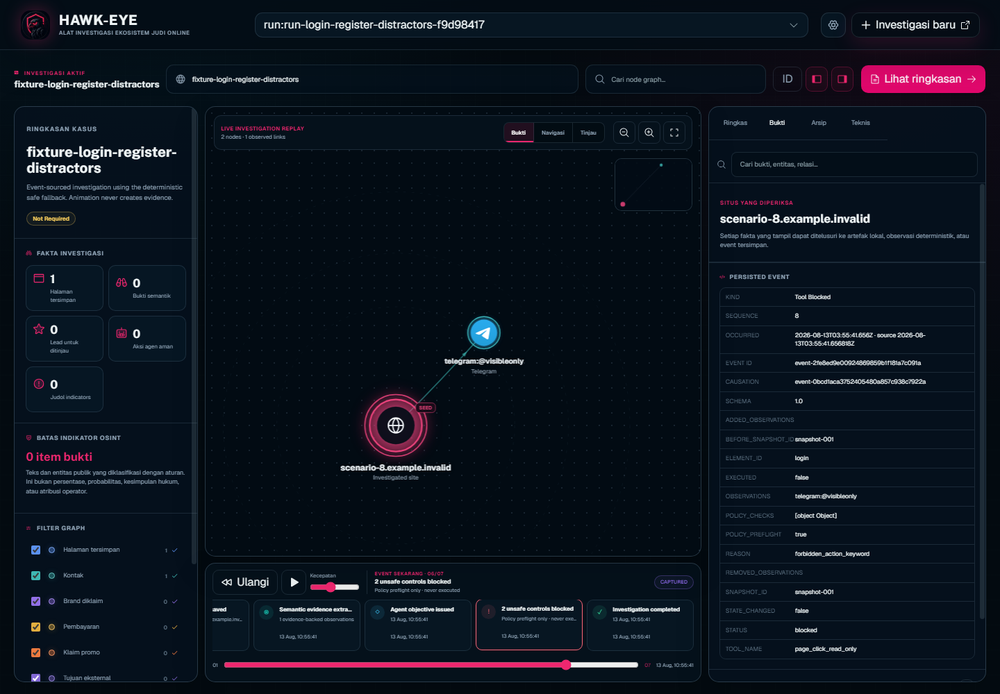 HAWK-EYE
ALAT INVESTIGASI EKOSISTEM JUDI ONLINE
run:run-login-register-distractors-f9d98417
Investigasi baru
INVESTIGASI AKTIF
fixture-login-register-distractors
fixture-login-register-distractors
Cari node graph...
ID
Lihat ringkasan
RINGKASAN KASUS
fixture-login-register-
distractors
Event-sourced investigation using the deterministic
safe fallback. Animation never creates evidence.
Not Required
FAKTA INVESTIGASI
1
Halaman
tersimpan
0
Bukti semantik
0
Lead untuk
ditinjau
0
Aksi agen aman
0
Judol indicators
BATAS INDIKATOR OSINT
0 item bukti
Teks dan entitas publik yang diklasifikasi dengan aturan.
Ini bukan persentase, probabilitas, kesimpulan hukum,
atau atribusi operator.
FILTER GRAPH
Halaman tersimpan 1
Kontak 1
Brand diklaim 0
Pembayaran 0
Klaim promo 0
Tujuan eksternal 0
LIVE INVESTIGATION REPLAY
2 nodes · 1 observed links
Bukti Navigasi Tinjau
telegram:@visibleonly
Telegram
SEED
scenario-8.example.invalid
Investigated site
Ulangi
Kecepatan
EVENT SEKARANG · 06/07
2 unsafe controls blocked
Policy preflight only · never executed
CAPTURED
aved
example.inv...
Semantic evidence extra...
1 evidence-backed observations
13 Aug, 10:55:41
Agent objective issued
13 Aug, 10:55:41
13 Aug, 10:55:41
2 unsafe controls blocked
Policy preflight only · never exe...
13 Aug, 10:55:41
Investigation completed
13 Aug, 10:55:41
13 Aug, 10:55:41
01
07 13 Aug, 10:55:41
Ringkas Bukti Arsip Teknis
Cari bukti, entitas, relasi...
SITUS YANG DIPERIKSA
scenario-8.example.invalid
Setiap fakta yang tampil dapat ditelusuri ke artefak lokal, observasi deterministik, atau
event tersimpan.
PERSISTED EVENT
KIND Tool Blocked
SEQUENCE 8
OCCURRED 2026-08-13T03:55:41.656Z · source 2026-08-
13T03:55:41.656818Z
EVENT ID event-2fe8ed9e00924869859b1f181a7c091a
CAUSATION event-0bcd1aca3752405480a857c938c7922a
SCHEMA 1.0
ADDED_OBSERVATIONS
BEFORE_SNAPSHOT_ID snapshot-001
ELEMENT_ID login
EXECUTED false
OBSERVATIONS telegram:@visibleonly
POLICY_CHECKS [object Object]
POLICY_PREFLIGHT true
REASON forbidden_action_keyword
REMOVED_OBSERVATIONS
SNAPSHOT_ID snapshot-001
STATE_CHANGED false
STATUS blocked
TOOL_NAME page_click_read_only